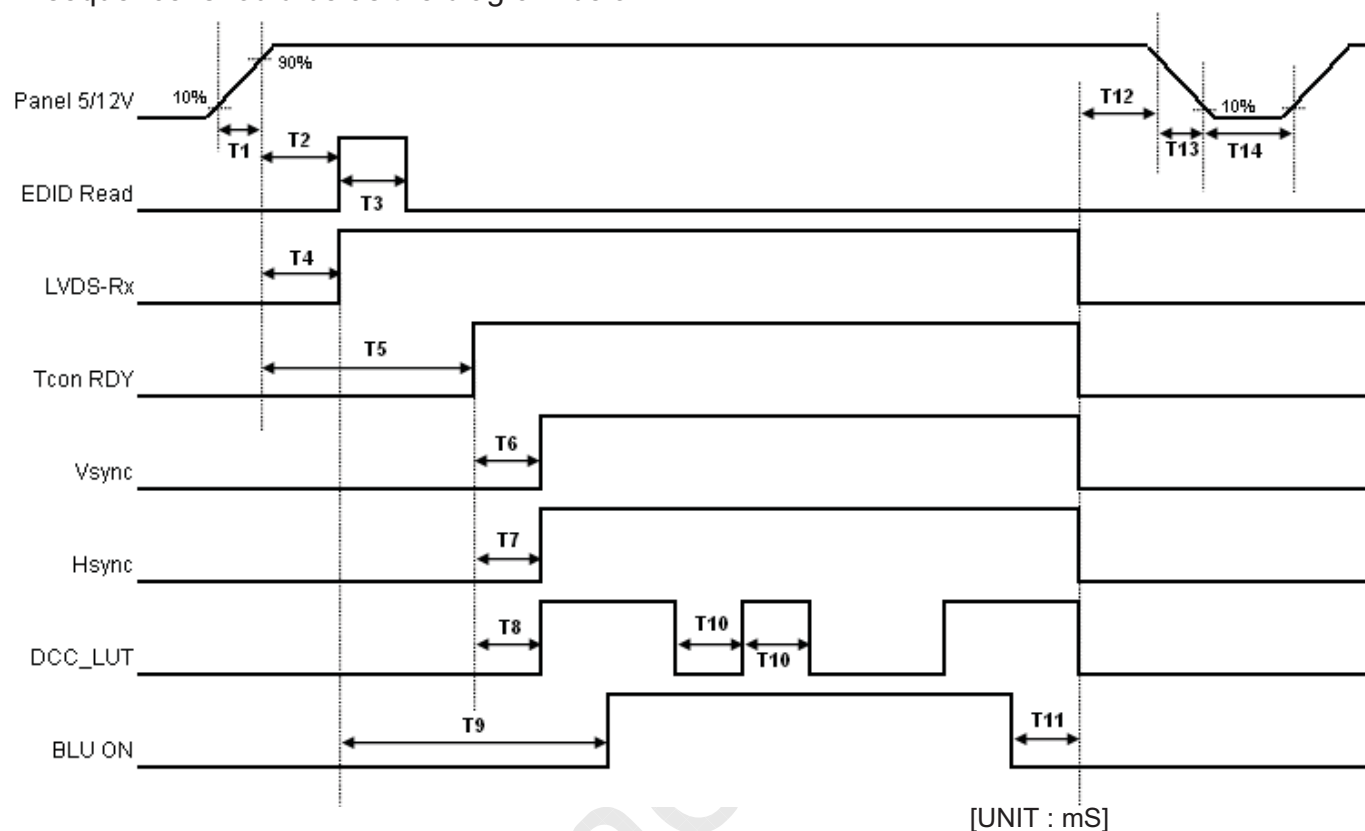 90%
Panel 5/12V 10% T12 10%
T1 T2 T13 T14
EDID Read T3
T4
LVDS-Rx
T5
Tcon RDY
T6
Vsync
T7
Hsync
T8 T10
DCC_LUT T10
T9 T11
BLU ON
[UNIT : mS]